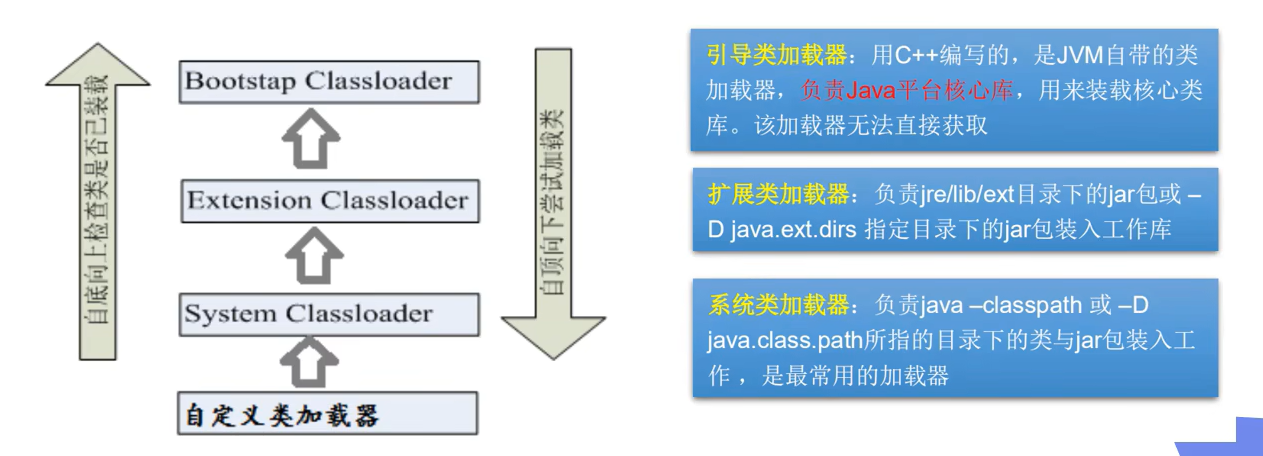 自底向上检查类是否已装载
Bootstap Classloader
Extension Classloader
System Classloader
自定义类加载器
自顶向下尝试加载类
引导类加载器：用C++编写的，是JVM自带的类
加载器，负责Java平台核心库，用来装载核心类
库。该加载器无法直接获取
扩展类加载器：负责jre/lib/ext目录下的jar包或 –
D java.ext.dirs 指定目录下的jar包装入工作库
系统类加载器：负责java –classpath 或 –D
java.class.path所指的目录下的类与jar包装入工
作 ，是最常用的加载器